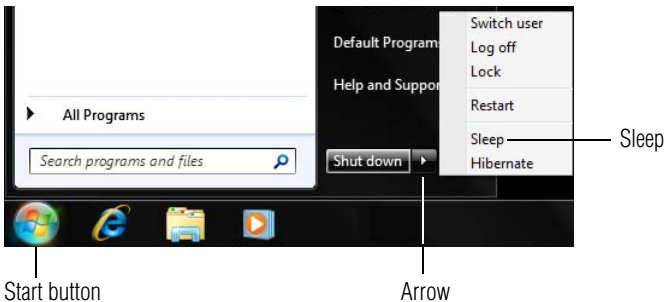 Switch user
Default Program
Log off
Lock
Help and Suppor
Restart
All Programs
Sleep
Sleep
Search programs and files
Shut down
Hibernate
Start button
Arrow